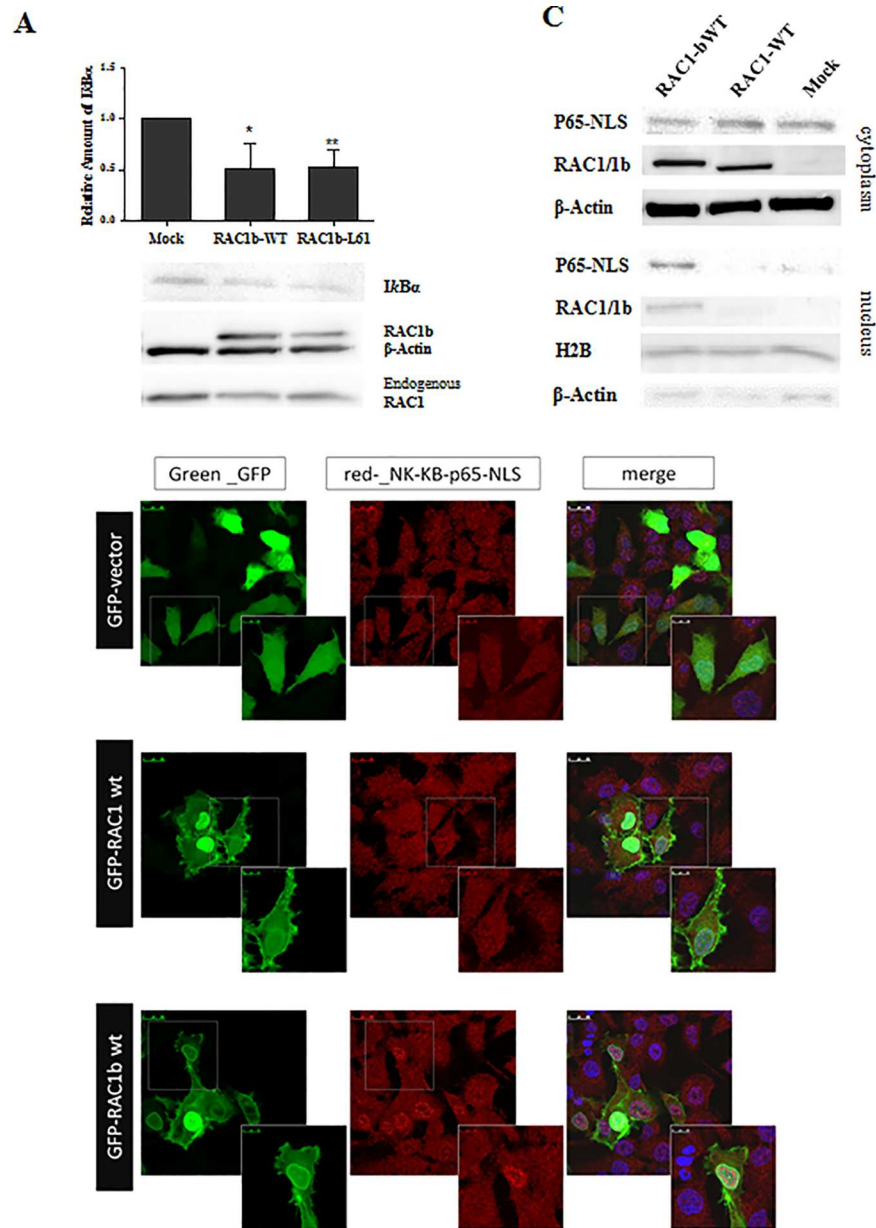 A
Relative Amount of IkBα
1.5
1.0
0.5
0.0
*
**
Mock RAC1b-WT RAC1b-L61
IkBα
RAC1b
β-Actin
Endogenous
RAC1
C
RAC1-bWT RAC1-WT Mock
P65-NLS
RAC1/1b
β-Actin
cytoplasm
P65-NLS
RAC1/1b
H2B
β-Actin
nucleus
Green _GFP red-_NK-KB-p65-NLS merge
GFP-vector
GFP-RAC1 wt
GFP-RAC1b wt